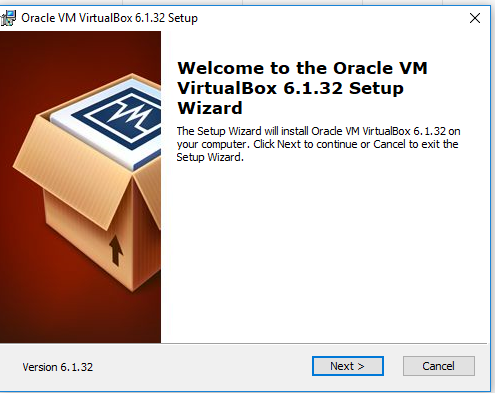 Oracle VM VirtualBox 6.1.32 Setup
Welcome to the Oracle VM
VirtualBox 6.1.32 Setup
Wizard
The Setup Wizard will install Oracle VM VirtualBox 6.1.32 on
your computer. Click Next to continue or Cancel to exit the
Setup Wizard.
Version 6.1.32
Next >
Cancel